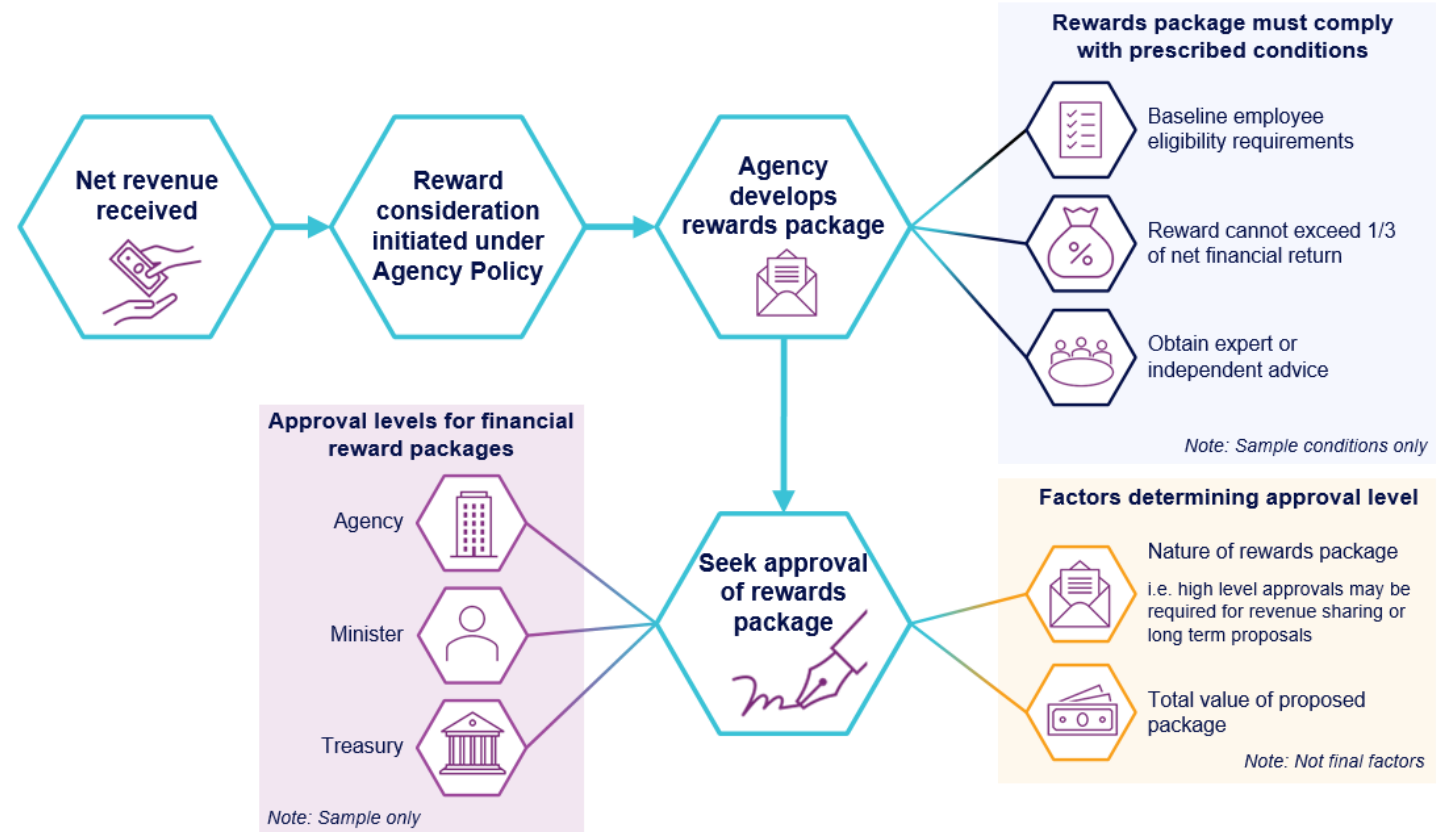 Net revenue
received
Reward
consideration
initiated under
Agency Policy
Agency
develops
rewards package
Rewards package must comply
with prescribed conditions
Baseline employee
eligibility requirements
Reward cannot exceed 1/3
of net financial return
Obtain expert or
independent advice
Note: Sample conditions only
Approval levels for financial
reward packages
Agency
Minister
Treasury
Note: Sample only
Seek approval
of rewards
package
Factors determining approval level
Nature of rewards package
i.e. high level approvals may be
required for revenue sharing or
long term proposals
Total value of proposed
package
Note: Not final factors